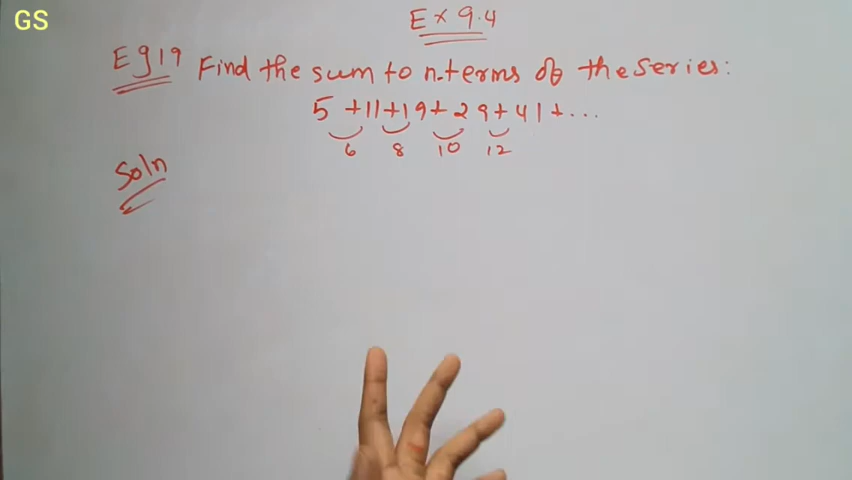 GS
Ex 9.4
Eg 19 Find the sum to n-terms of the series:
5 + 11 + 19 + 29 + 41 + ...
6 8 10 12
Soln